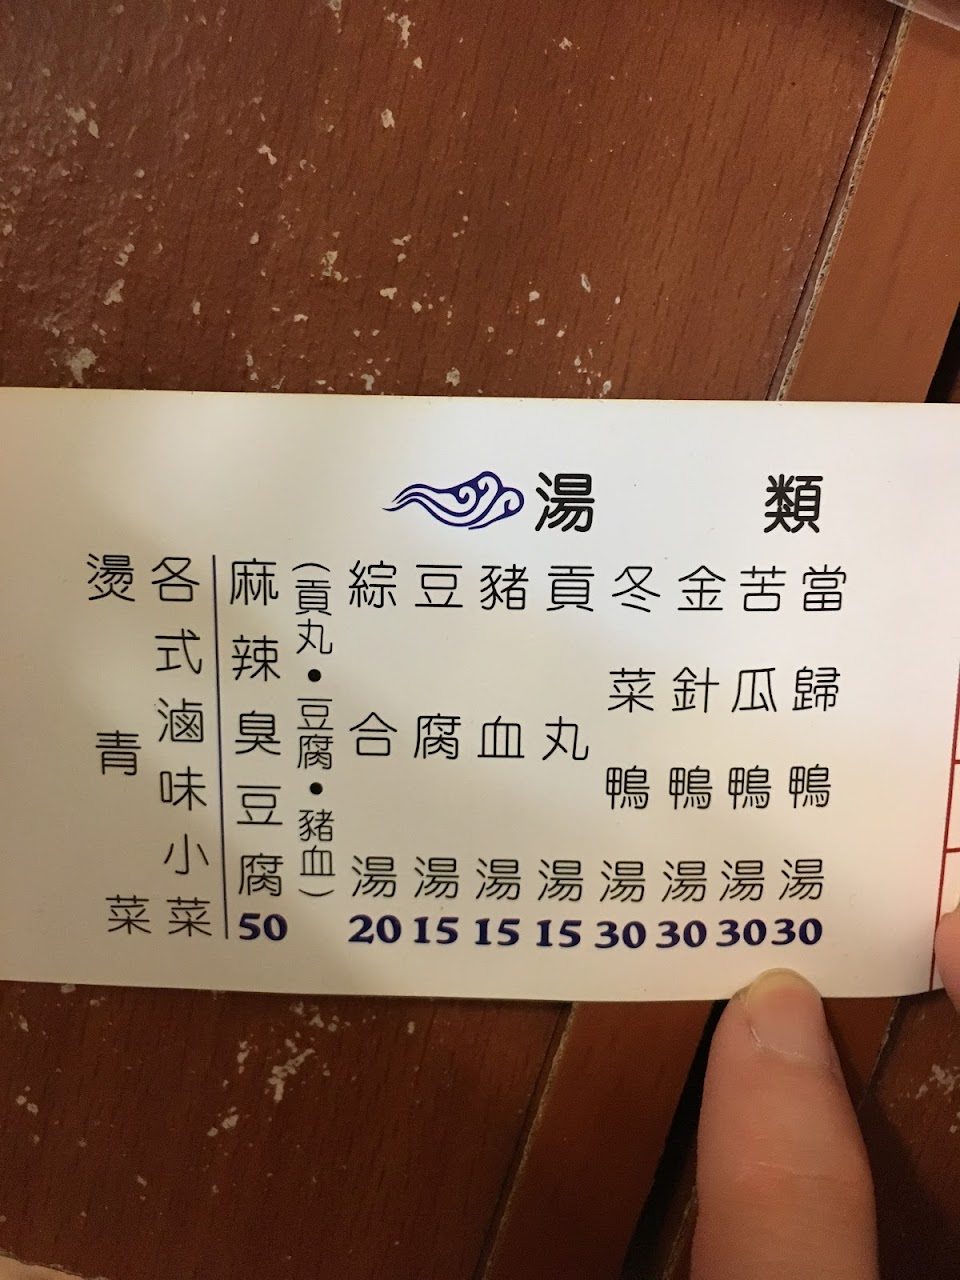 湯類
當歸鴨湯30
苦瓜鴨湯30
金針鴨湯30
冬菜鴨湯30
貢丸湯15
豬血湯15
豆腐湯15
綜合湯20
(貢丸•豆腐•豬血)
麻辣臭豆腐50
各式滷味小菜
燙青菜